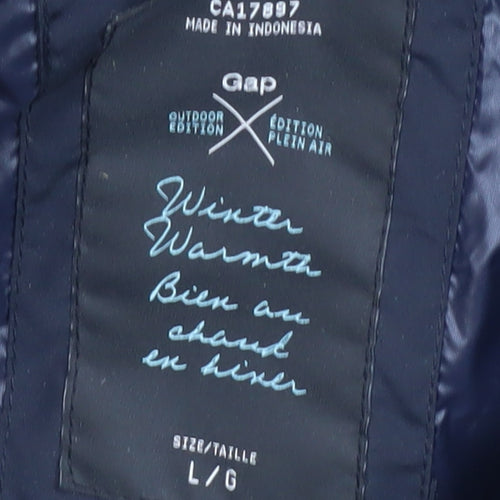 CA17897
MADE IN INDONESIA
Gap
OUTDOOR EDITION
ÉDITION PLEIN AIR
Winter
Warmth
Bien au
chaud
en hiver
SIZE/TAILLE
L/G